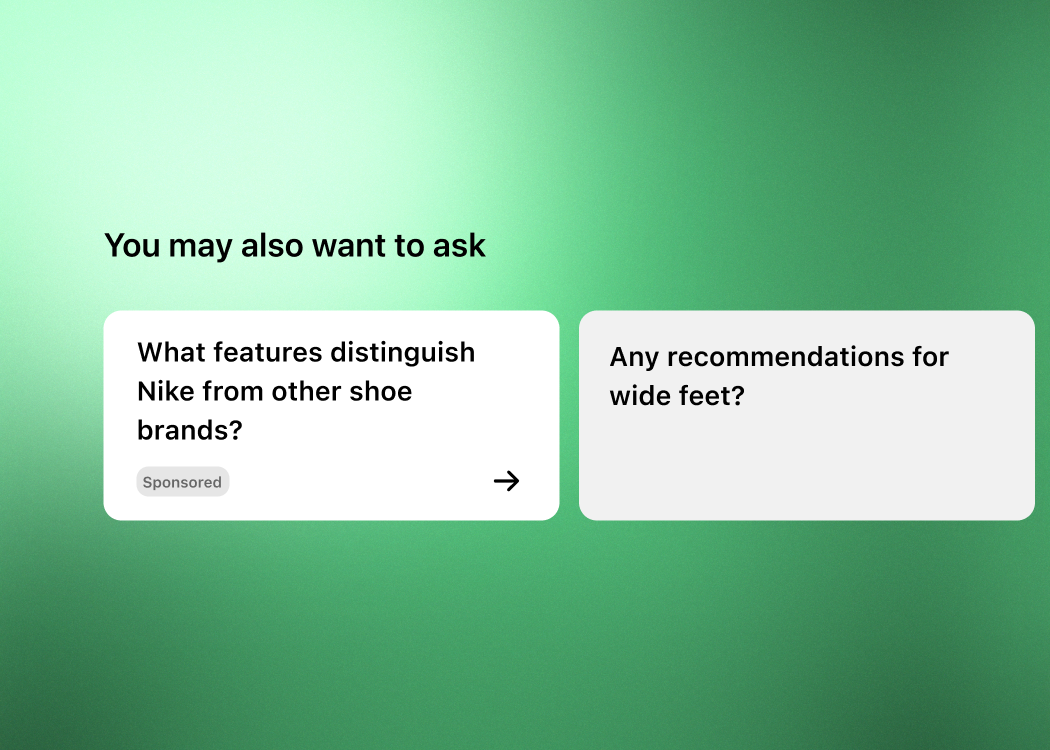 You may also want to ask
What features distinguish
Nike from other shoe
brands?
Sponsored
Any recommendations for
wide feet?